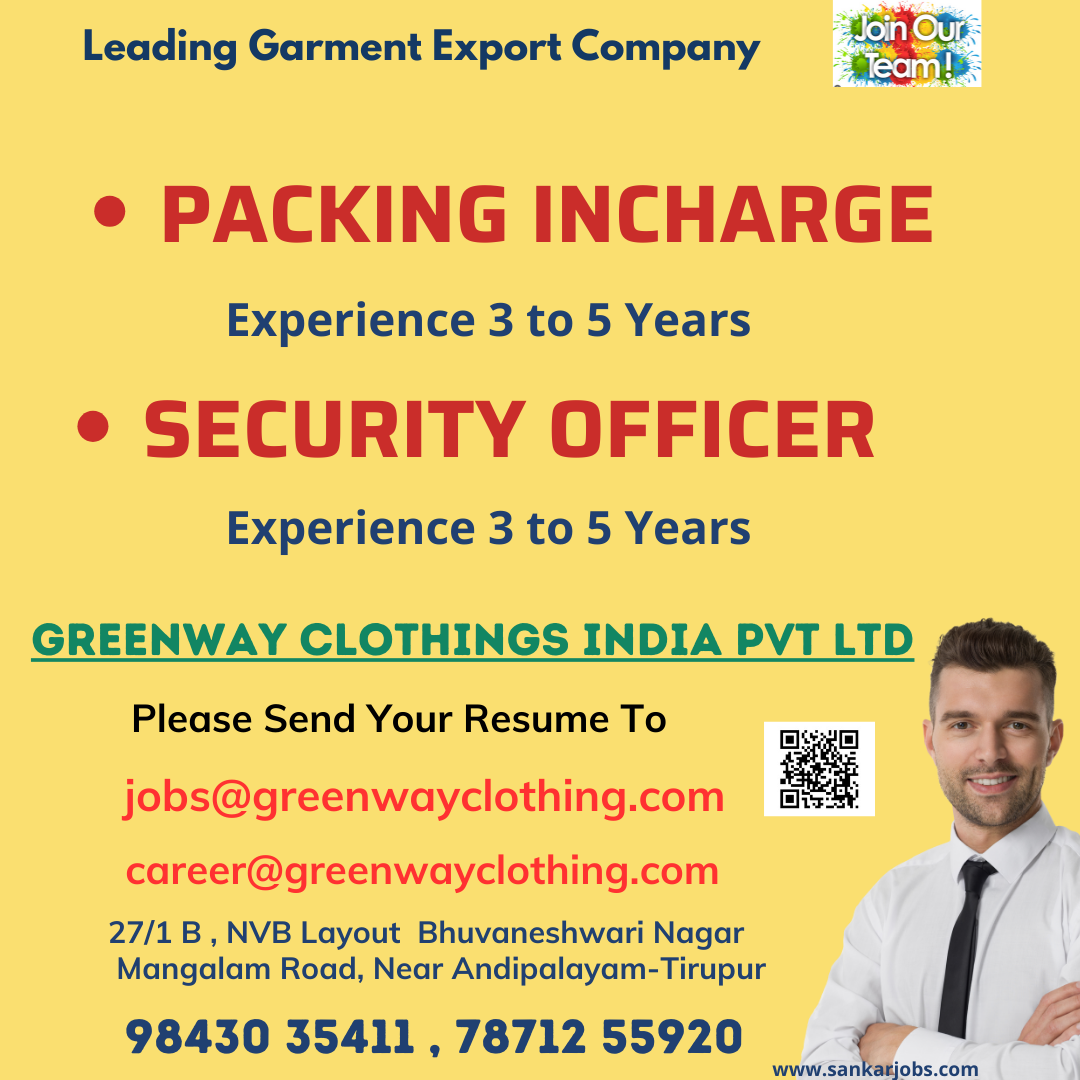 Leading Garment Export Company
Join Our
Team !
• PACKING INCHARGE
Experience 3 to 5 Years
• SECURITY OFFICER
Experience 3 to 5 Years
GREENWAY CLOTHINGS INDIA PVT LTD
Please Send Your Resume To
jobs@greenwayclothing.com
career@greenwayclothing.com
27/1 B , NVB Layout Bhuvaneshwari Nagar
Mangalam Road, Near Andipalayam-Tirupur
98430 35411 , 78712 55920
www.sankarjobs.com